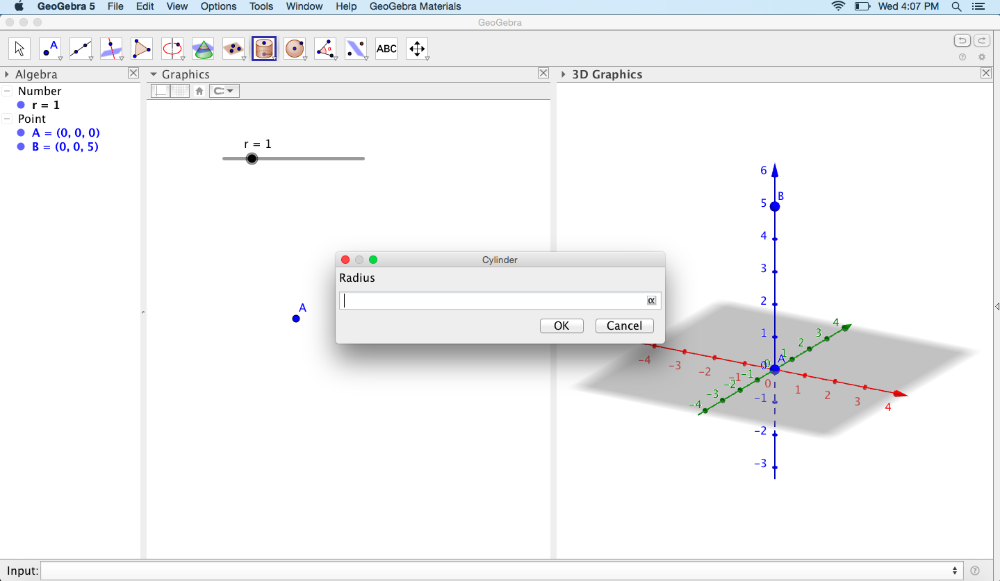 GeoGebra 5 File Edit View Options Tools Window Help GeoGebra Materials Wed 4:07 PM
GeoGebra
A α ABC
Algebra Graphics 3D Graphics
Number
r = 1
Point
A = (0, 0, 0)
B = (0, 0, 5)
r = 1
A
Cylinder
Radius
α
OK Cancel
6
B
5
4
3
2
1
0
A
−1
−2
−3
−4 −3 −2 −1 0 1 2 3 4
−4 −3 −2 −1 0 1 2 3 4
Input: